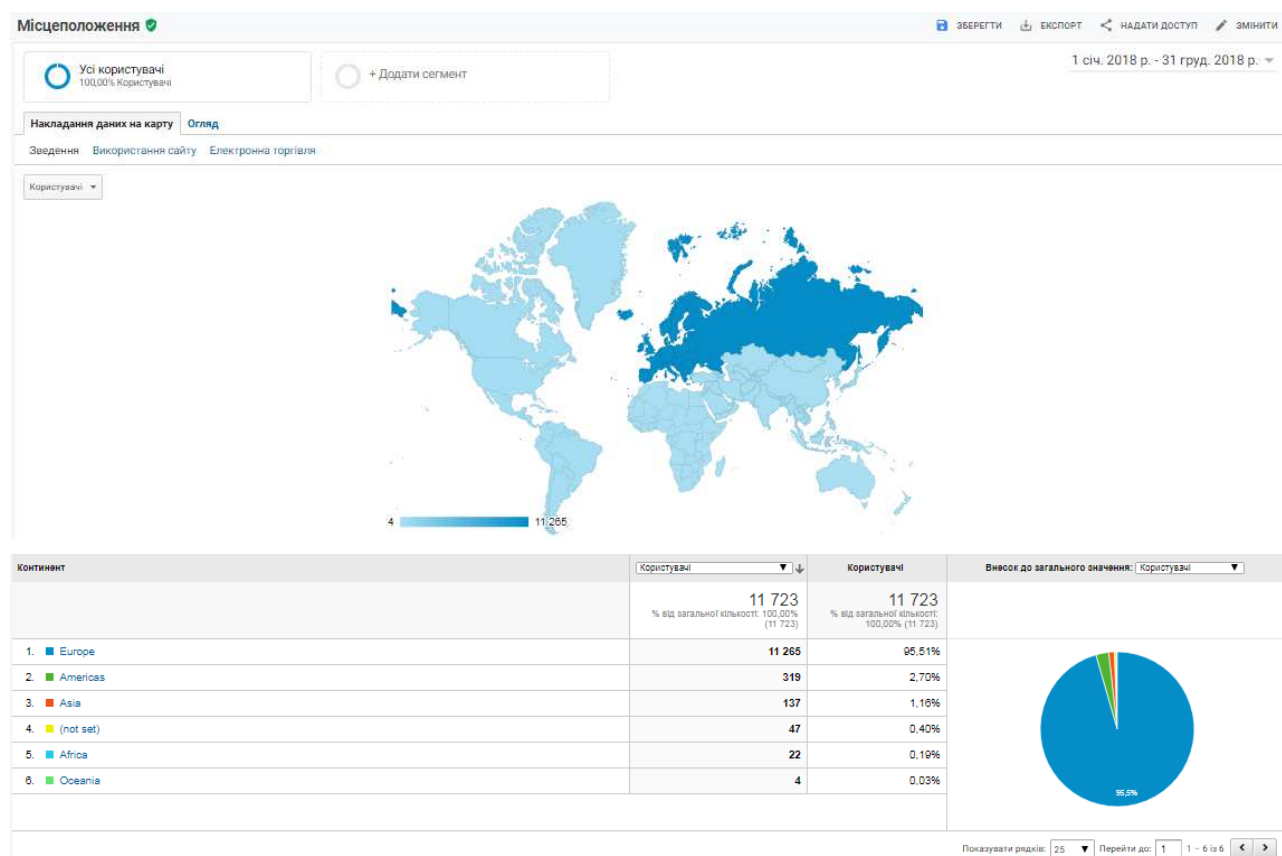 Місцеположення
ЗБЕРЕГТИ ЕКСПОРТ НАДАТИ ДОСТУП ЗМІНИТИ
1 січ. 2018 р. - 31 груд. 2018 р.
Усі користувачі
100,00% Користувачі
+ Додати сегмент
Накладання даних на карту Огляд
Зведення Використання сайту Електронна торгівля
Користувачі
4 11 265
Континент Користувачі Користувачі Внесок до загального значення: Користувачі
11 723 11 723
% від загальної кількості: 100,00% (11 723) % від загальної кількості: 100,00% (11 723)
1. Europe 11 265 95,51%
2. Americas 319 2,70%
3. Asia 137 1,16%
4. (not set) 47 0,40%
5. Africa 22 0,19%
6. Oceania 4 0,03%
95,5%
Показувати рядків: 25 Перейти до: 1 1 – 6 із 6